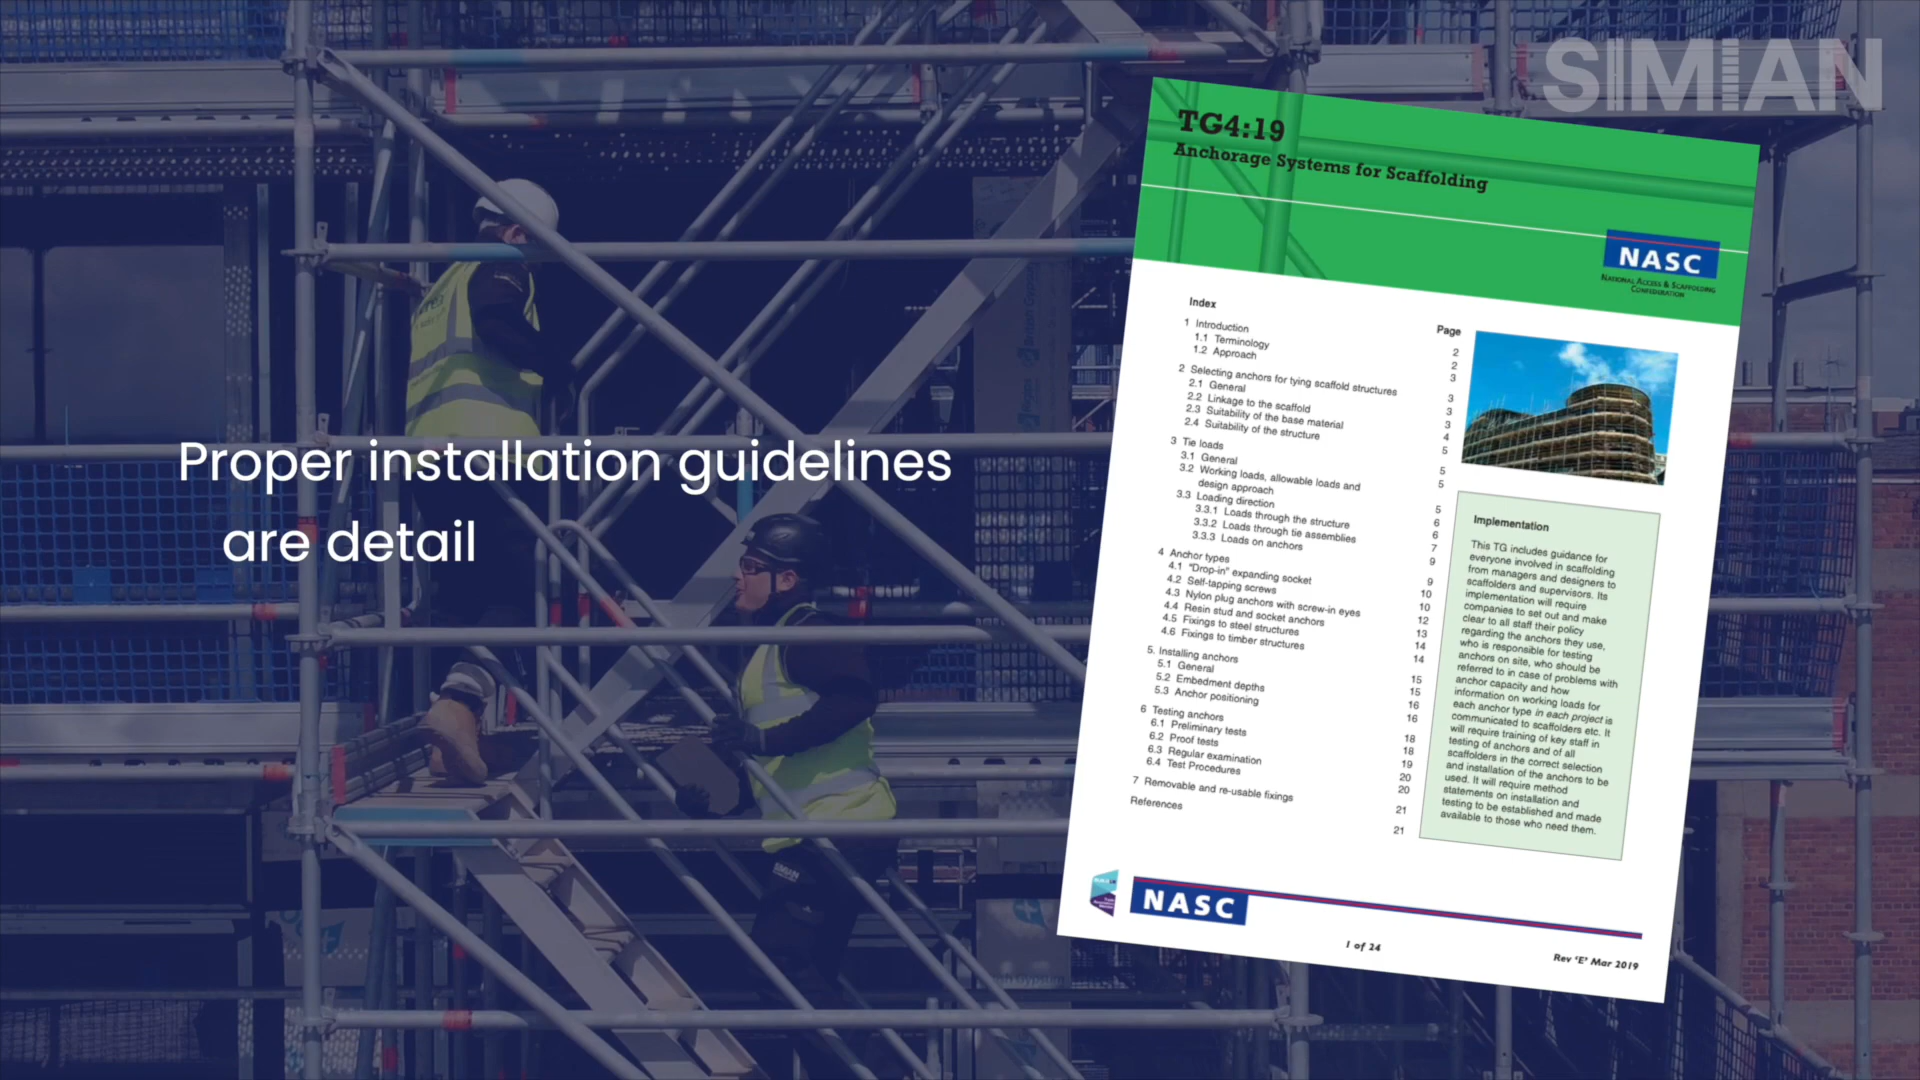 SIMIAN
Proper installation guidelines
are detail
TG4:19
Anchorage Systems for Scaffolding
NASC
NATIONAL ACCESS & SCAFFOLDING
CONFEDERATION
Index
Page
1 Introduction 2
1.1 Terminology 2
1.2 Approach 3
2 Selecting anchors for tying scaffold structures 3
2.1 General 3
2.2 Linkage to the scaffold 3
2.3 Suitability of the base material 4
2.4 Suitability of the structure 5
3 Tie loads 5
3.1 General 5
3.2 Working loads, allowable loads and
design approach 5
3.3 Loading direction 6
3.3.1 Loads through the structure 6
3.3.2 Loads through tie assemblies 7
3.3.3 Loads on anchors 9
4 Anchor types 9
4.1 "Drop-in" expanding socket 10
4.2 Self-tapping screws 10
4.3 Nylon plug anchors with screw-in eyes 12
4.4 Resin stud and socket anchors 13
4.5 Fixings to steel structures 14
4.6 Fixings to timber structures 14
5. Installing anchors 15
5.1 General 15
5.2 Embedment depths 16
5.3 Anchor positioning 16
6 Testing anchors 18
6.1 Preliminary tests 18
6.2 Proof tests 19
6.3 Regular examination 20
6.4 Test Procedures 20
7 Removable and re-usable fixings 21
References 21
Implementation
This TG includes guidance for
everyone involved in scaffolding
from managers and designers to
scaffolders and supervisors. Its
implementation will require
companies to set out and make
clear to all staff their policy
regarding the anchors they use,
who is responsible for testing
anchors on site, who should be
referred to in case of problems with
anchor capacity and how
information on working loads for
each anchor type in each project is
communicated to scaffolders etc. It
will require training of key staff in
testing of anchors and of all
scaffolders in the correct selection
and installation of the anchors to be
used. It will require method
statements on installation and
testing to be established and made
available to those who need them.
NASC
1 of 24
Rev 'E' Mar 2019
SIMIAN